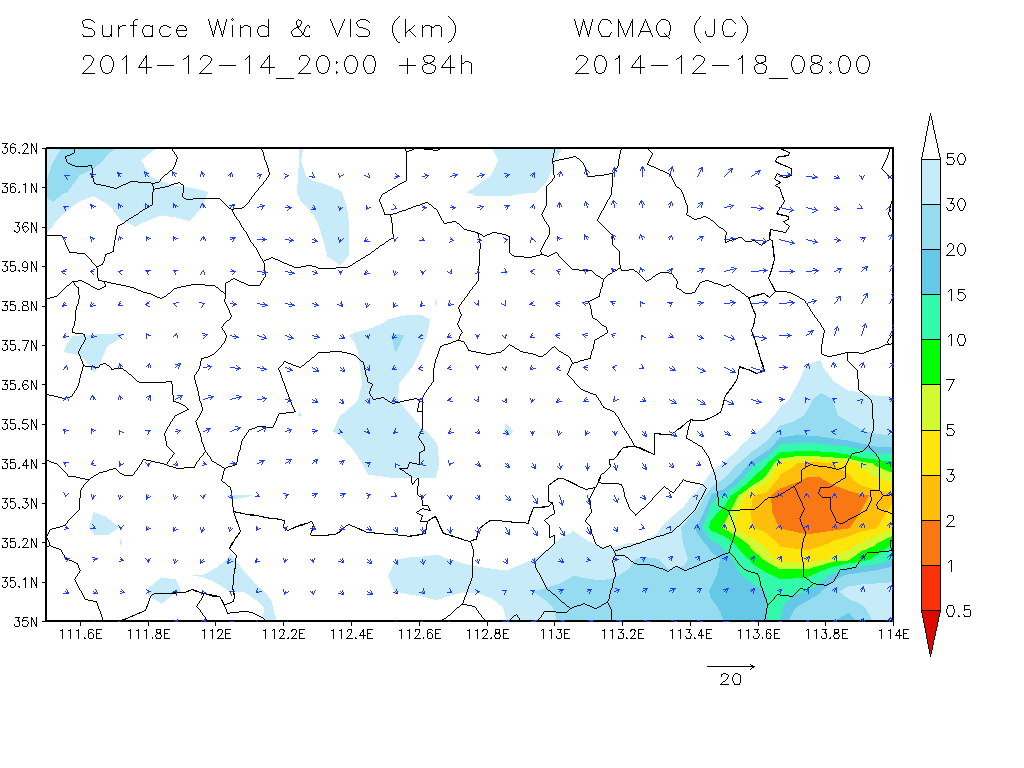 Surface Wind & VIS (km)
WCMAQ (JC)
2014-12-14_20:00 +84h
2014-12-18_08:00
36.2N
36.1N
36N
35.9N
35.8N
35.7N
35.6N
35.5N
35.4N
35.3N
35.2N
35.1N
35N
111.6E 111.8E 112E 112.2E 112.4E 112.6E 112.8E 113E 113.2E 113.4E 113.6E 113.8E 114E
50
30
20
15
10
7
5
3
2
1
0.5
20